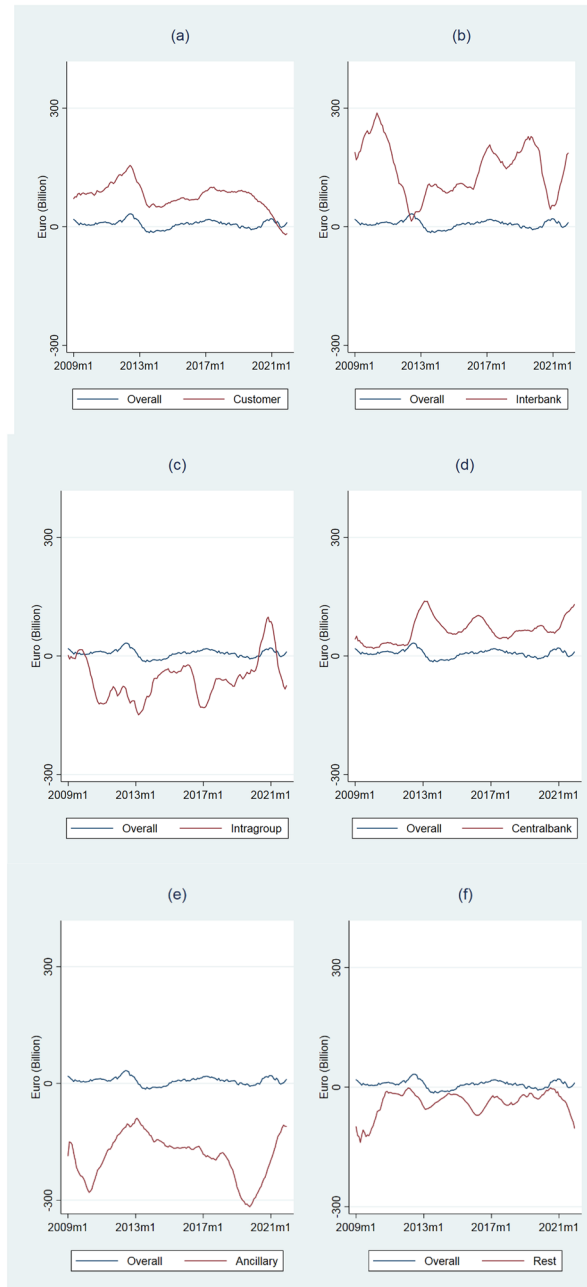 (a)
(b)
Euro (Billion)
300
0
-300
2009m1 2013m1 2017m1 2021m1
Overall Customer
Euro (Billion)
300
0
-300
2009m1 2013m1 2017m1 2021m1
Overall Interbank
(c)
(d)
Euro (Billion)
300
0
-300
2009m1 2013m1 2017m1 2021m1
Overall Intragroup
Euro (Billion)
300
0
-300
2009m1 2013m1 2017m1 2021m1
Overall Centralbank
(e)
(f)
Euro (Billion)
300
0
-300
2009m1 2013m1 2017m1 2021m1
Overall Ancillary
Euro (Billion)
300
0
-300
2009m1 2013m1 2017m1 2021m1
Overall Rest